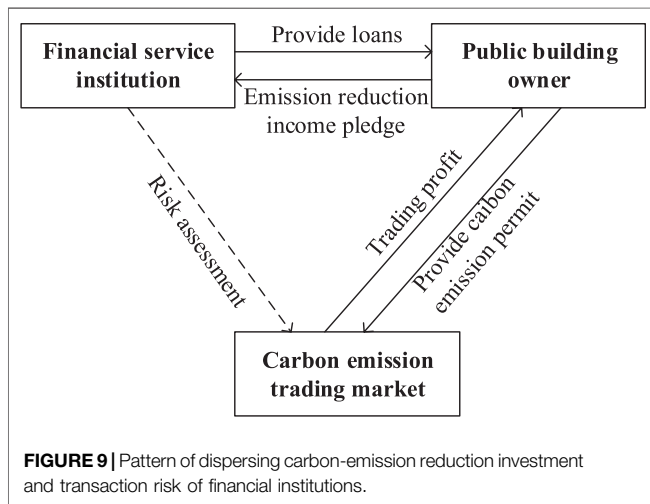 Financial service
institution
Provide loans
Public building
owner
Emission reduction
income pledge
Risk assessment
Trading profit
Provide caibon
emission permit
Carbon emission
trading market
FIGURE 9 | Pattern of dispersing carbon-emission reduction investment
and transaction risk of financial institutions.